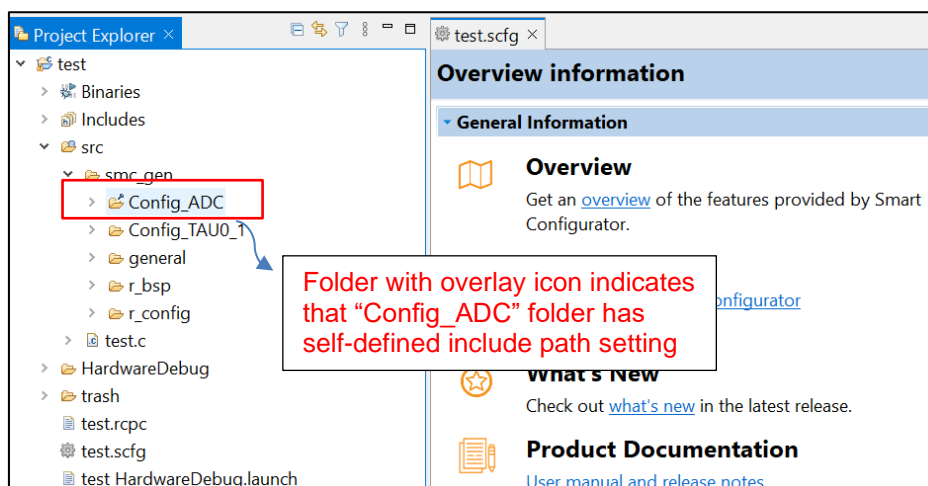 Project Explorer
test
Binaries
Includes
src
smc_gen
Config_ADC
Config_TAU0_1
general
r_bsp
r_config
test.c
HardwareDebug
trash
test.rcpc
test.scfg
test HardwareDebug.launch
test.scfg
Overview information
General Information
Overview
Get an overview of the features provided by Smart
Configurator.
onfigurator
Folder with overlay icon indicates
that “Config_ADC” folder has
self-defined include path setting
What's New
Check out what's new in the latest release.
Product Documentation
User manual and release notes